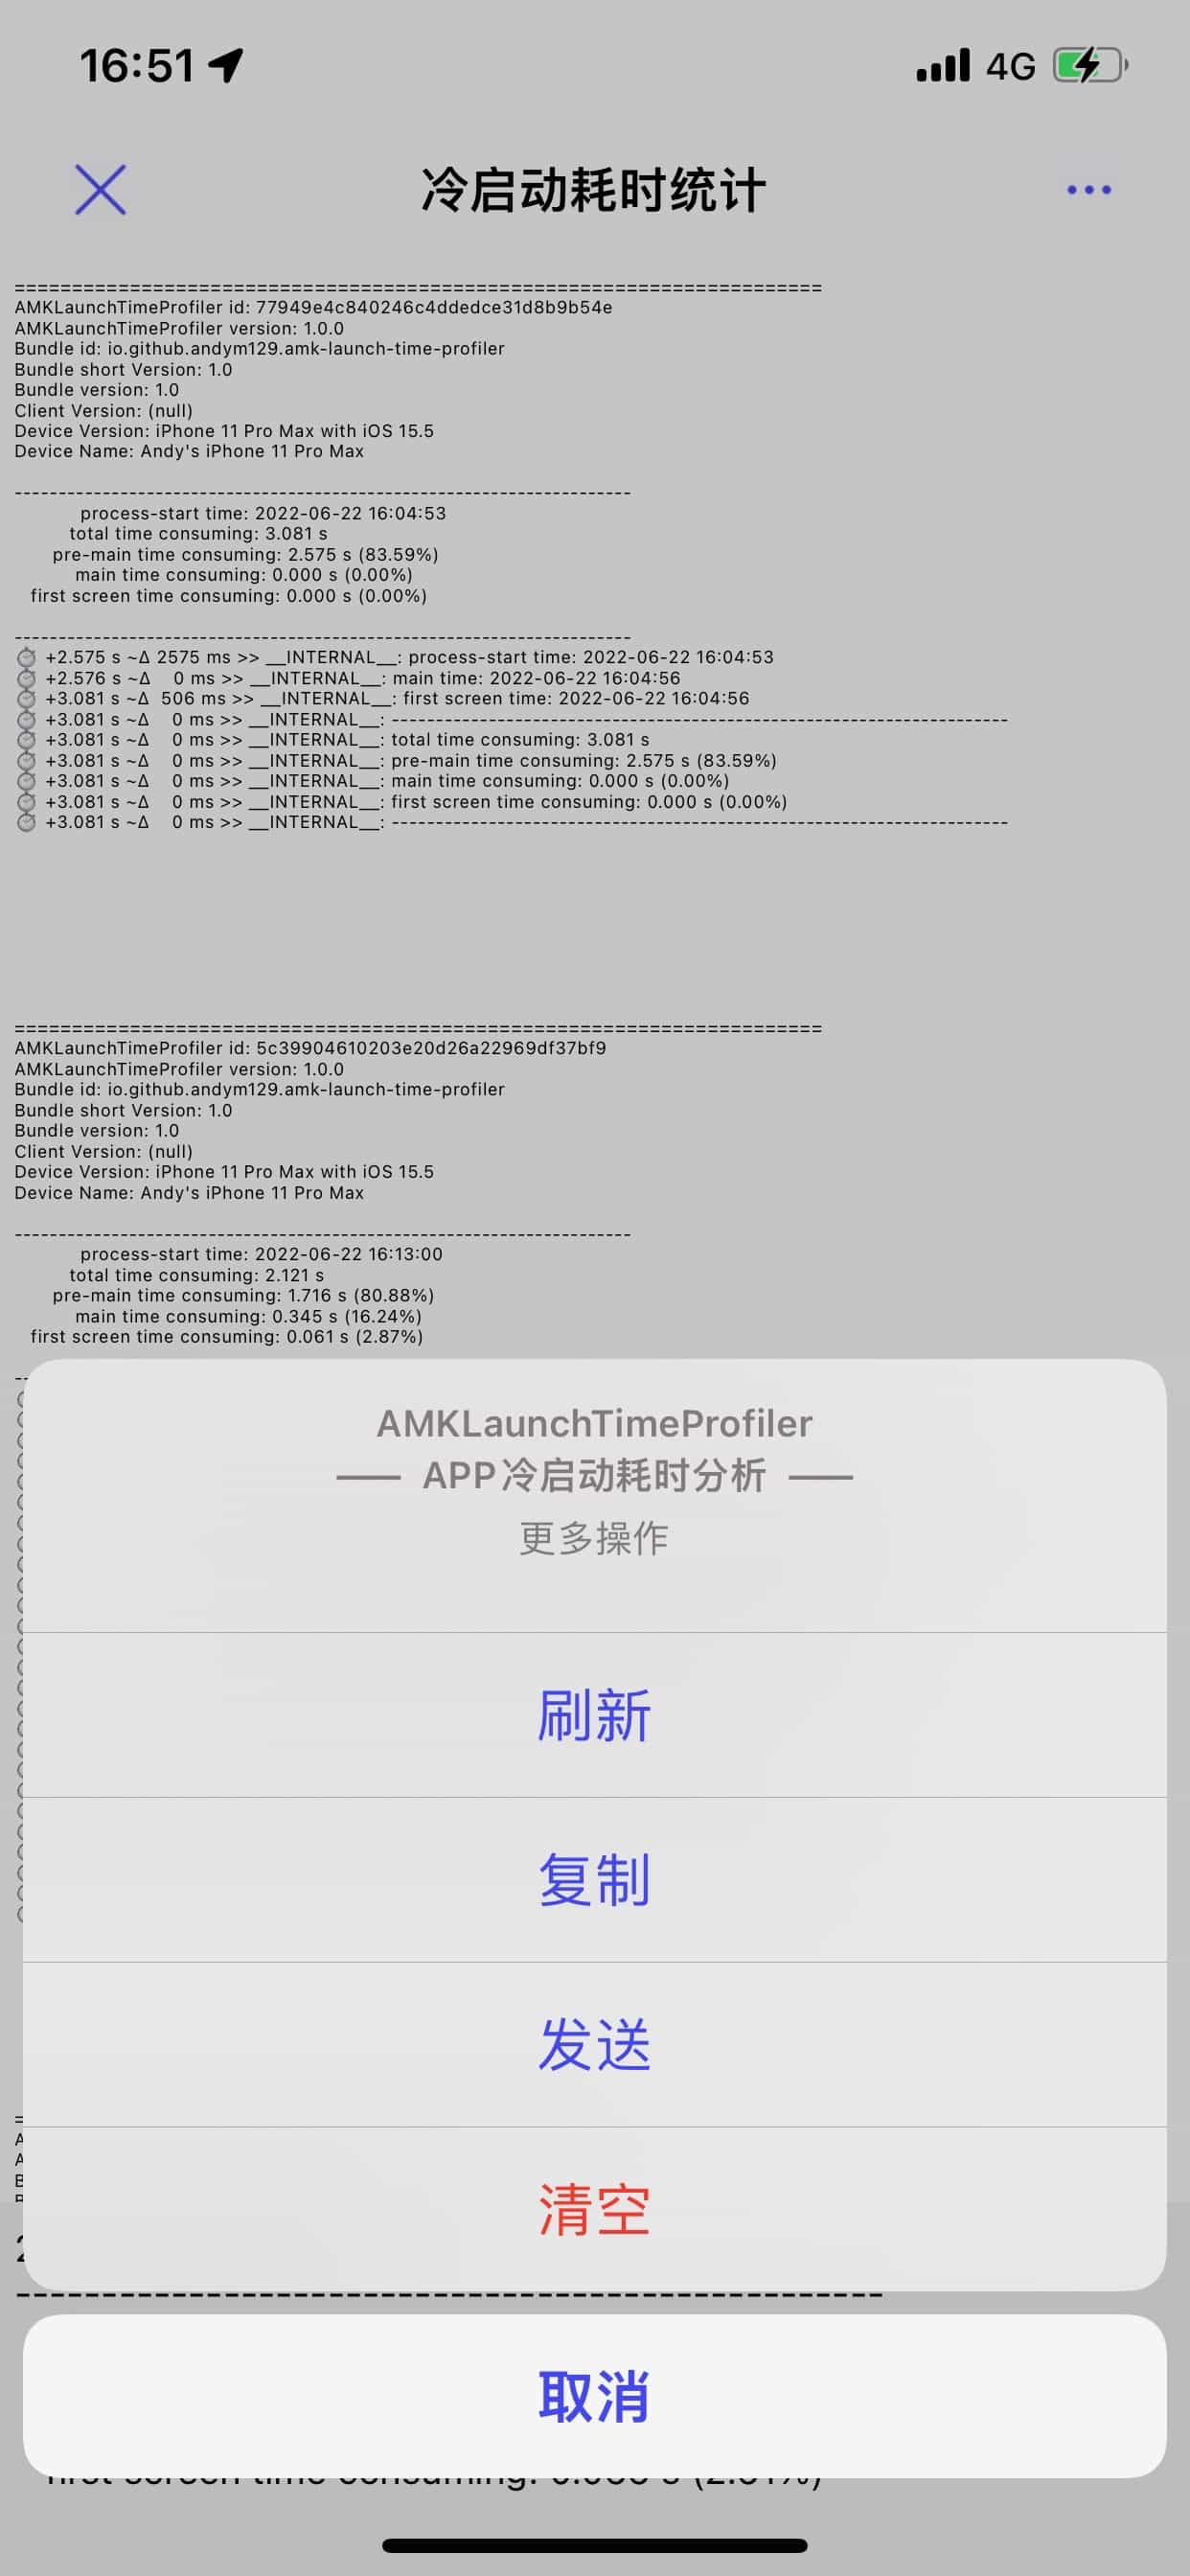 16:51
4G
冷启动耗时统计
======================================================================
AMKLaunchTimeProfiler id: 77949e4c840246c4ddedce31d8b9b54e
AMKLaunchTimeProfiler version: 1.0.0
Bundle id: io.github.andym129.amk-launch-time-profiler
Bundle short Version: 1.0
Bundle version: 1.0
Client Version: (null)
Device Version: iPhone 11 Pro Max with iOS 15.5
Device Name: Andy's iPhone 11 Pro Max
----------------------------------------------------------------------
process-start time: 2022-06-22 16:04:53
total time consuming: 3.081 s
pre-main time consuming: 2.575 s (83.59%)
main time consuming: 0.000 s (0.00%)
first screen time consuming: 0.000 s (0.00%)
----------------------------------------------------------------------
⏱ +2.575 s ~Δ 2575 ms >> __INTERNAL__: process-start time: 2022-06-22 16:04:53
⏱ +2.576 s ~Δ 0 ms >> __INTERNAL__: main time: 2022-06-22 16:04:56
⏱ +3.081 s ~Δ 506 ms >> __INTERNAL__: first screen time: 2022-06-22 16:04:56
⏱ +3.081 s ~Δ 0 ms >> __INTERNAL__: ----------------------------------------------------------------------
⏱ +3.081 s ~Δ 0 ms >> __INTERNAL__: total time consuming: 3.081 s
⏱ +3.081 s ~Δ 0 ms >> __INTERNAL__: pre-main time consuming: 2.575 s (83.59%)
⏱ +3.081 s ~Δ 0 ms >> __INTERNAL__: main time consuming: 0.000 s (0.00%)
⏱ +3.081 s ~Δ 0 ms >> __INTERNAL__: first screen time consuming: 0.000 s (0.00%)
⏱ +3.081 s ~Δ 0 ms >> __INTERNAL__: ----------------------------------------------------------------------
======================================================================
AMKLaunchTimeProfiler id: 5c39904610203e20d26a22969df37bf9
AMKLaunchTimeProfiler version: 1.0.0
Bundle id: io.github.andym129.amk-launch-time-profiler
Bundle short Version: 1.0
Bundle version: 1.0
Client Version: (null)
Device Version: iPhone 11 Pro Max with iOS 15.5
Device Name: Andy's iPhone 11 Pro Max
----------------------------------------------------------------------
process-start time: 2022-06-22 16:13:00
total time consuming: 2.121 s
pre-main time consuming: 1.716 s (80.88%)
main time consuming: 0.345 s (16.24%)
first screen time consuming: 0.061 s (2.87%)
AMKLaunchTimeProfiler
—— APP冷启动耗时分析 ——
更多操作
刷新
复制
发送
清空
取消
first screen time consuming: